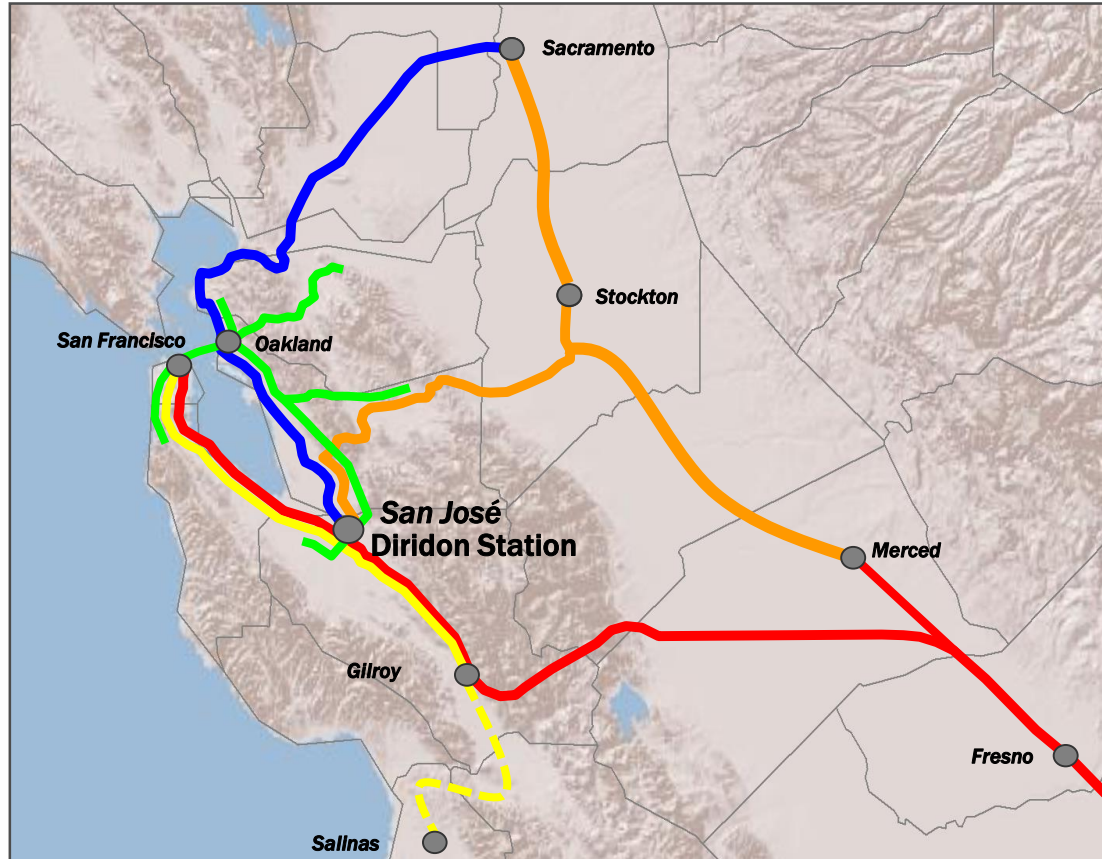 Sacramento
Stockton
San Francisco
Oakland
San José
Diridon Station
Merced
Gilroy
Fresno
Salinas